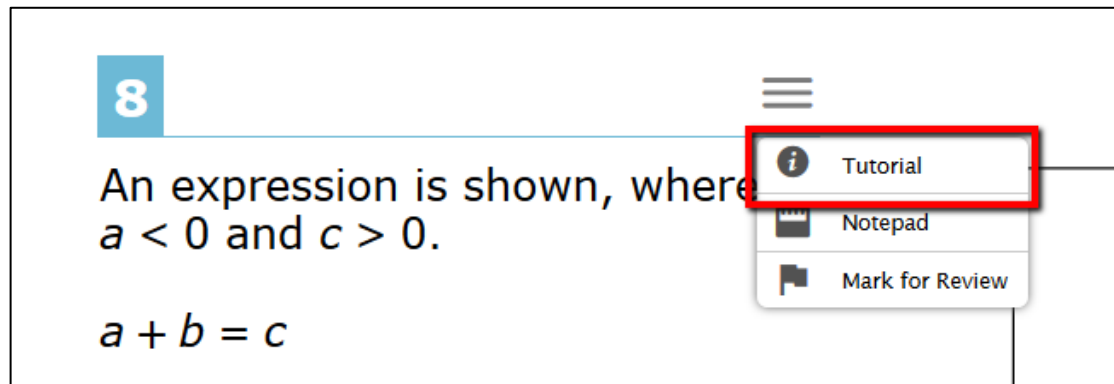 8
An expression is shown, where
a < 0 and c > 0.
a + b = c
Tutorial
Notepad
Mark for Review